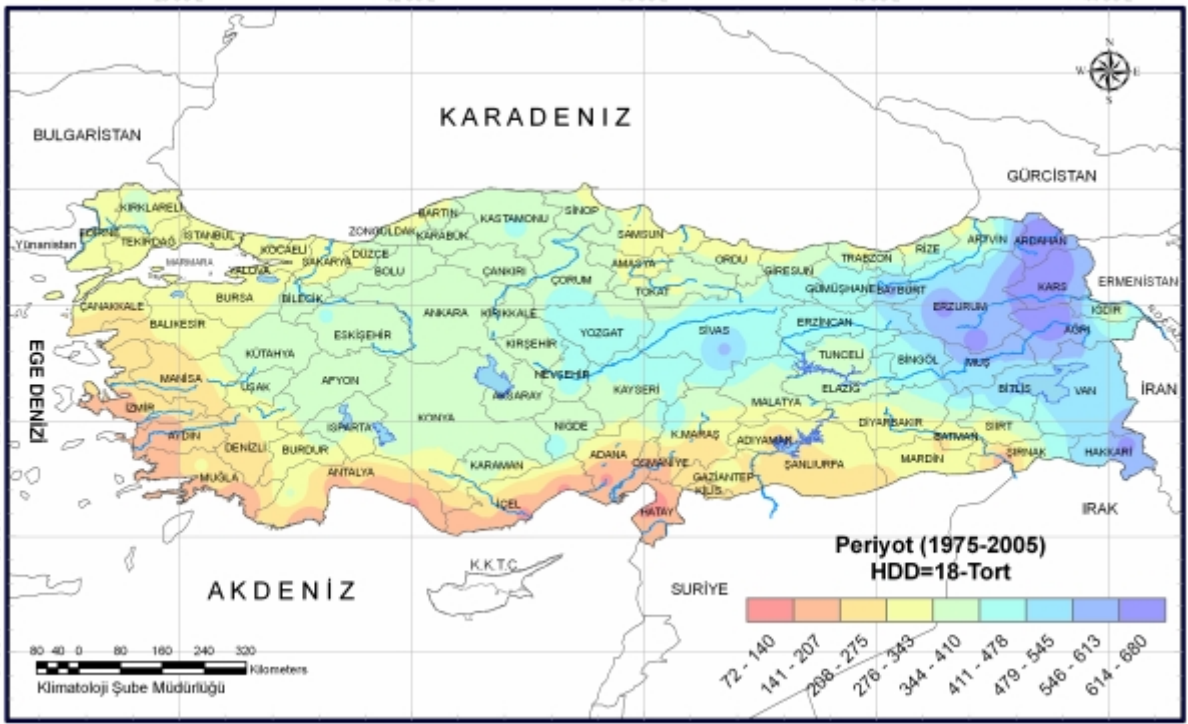 KARADENIZ
BULGARİSTAN
GÜRCİSTAN
N
W E
S
KIRKLARELİ
EDİRNE
TEKİRDAĞ
İSTANBUL
Yünanistan
MARMARA
KOCAELİ
YALOVA
SAKARYA
DÜZCE
ZONGULDAK
BARTIN
KARABÜK
KASTAMONU
SİNOP
SAMSUN
BOLU
ÇANKIRI
ÇORUM
AMASYA
TOKAT
ORDU
GİRESUN
TRABZON
RİZE
ARTVİN
ARDAHAN
ERMENİSTAN
ÇANAKKALE
BURSA
BİLECİK
BALIKESİR
ESKİŞEHİR
ANKARA
KIRIKKALE
YOZGAT
SİVAS
GÜMÜŞHANE
BAYBURT
ERZİNCAN
ERZURUM
KARS
IĞDIR
AĞRI
EGE DENİZİ
KÜTAHYA
KIRŞEHİR
TUNCELİ
BİNGÖL
MUŞ
MANİSA
UŞAK
AFYON
NEVŞEHİR
AKSARAY
KAYSERİ
MALATYA
ELAZIĞ
BİTLİS
VAN
İRAN
İZMİR
AYDIN
DENİZLİ
ISPARTA
BURDUR
KONYA
NİĞDE
K.MARAŞ
ADIYAMAN
DİYARBAKIR
BATMAN
SİİRT
MUĞLA
ANTALYA
KARAMAN
İÇEL
ADANA
OSMANİYE
GAZİANTEP
KİLİS
ŞANLIURFA
MARDİN
ŞIRNAK
HAKKARİ
HATAY
IRAK
Periyot (1975-2005)
HDD=18-Tort
K.K.T.C
SURİYE
AKDENİZ
72 - 140
141 - 207
208 - 275
276 - 343
344 - 410
411 - 478
479 - 545
546 - 613
614 - 680
80 40 0 80 160 240 320
Kilometers
Klimatoloji Şube Müdürlüğü